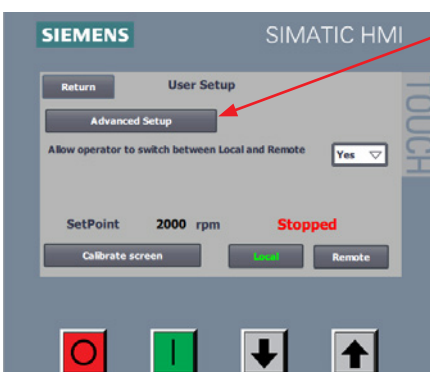 SIEMENS SIMATIC HMI
TOUCH
Return User Setup
Advanced Setup
Allow operator to switch between Local and Remote Yes
SetPoint 2000 rpm Stopped
Calibrate screen Local Remote